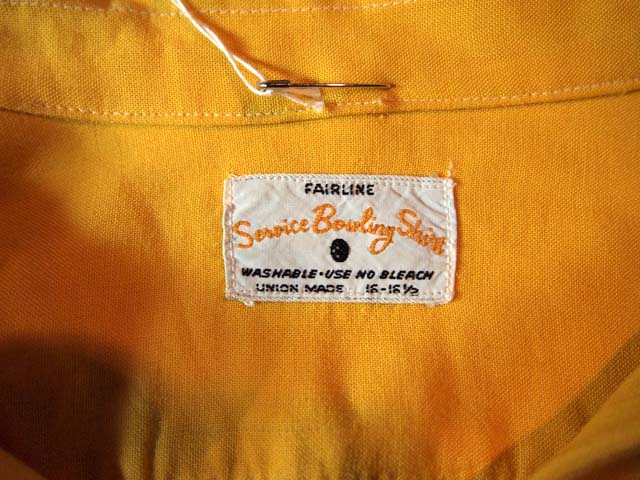 FAIRLINE
Service Bowling Shirt
WASHABLE · USE NO BLEACH
UNION MADE 16-16½